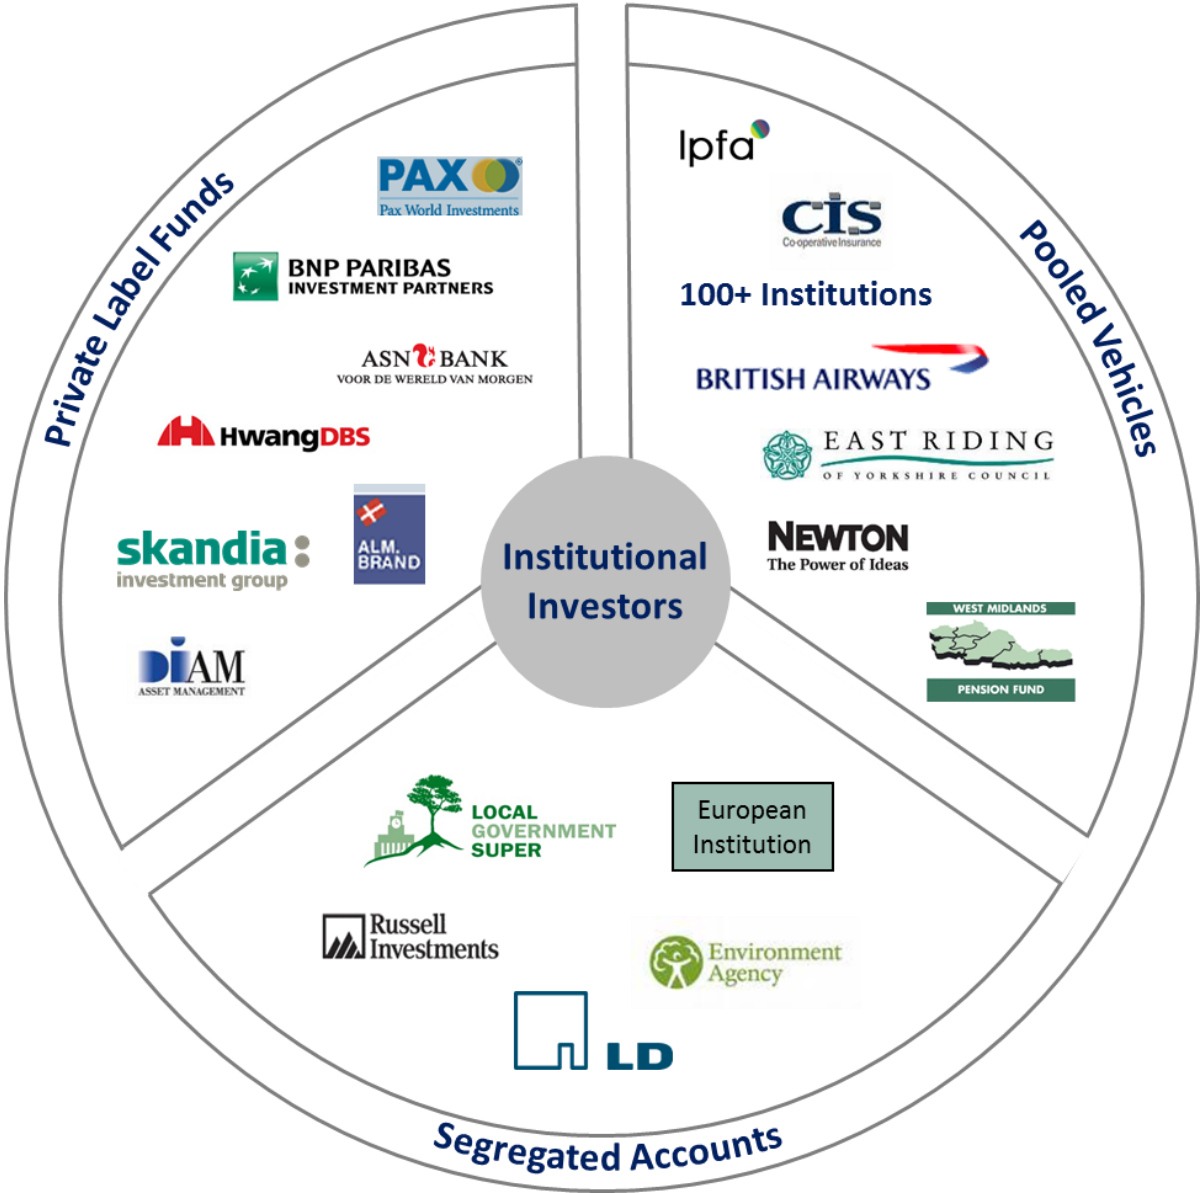 Private Label Funds
PAX
Pax World Investments
BNP PARIBAS
INVESTMENT PARTNERS
ASN BANK
VOOR DE WERELD VAN MORGEN
HwangDBS
skandia:
investment group
ALM.
BRAND
DIAM
ASSET MANAGEMENT
Pooled Vehicles
lpfa
CIS
Co-operative Insurance
100+ Institutions
BRITISH AIRWAYS
EAST RIDING
OF YORKSHIRE COUNCIL
NEWTON
The Power of Ideas
WEST MIDLANDS
PENSION FUND
Institutional
Investors
LOCAL
GOVERNMENT
SUPER
European
Institution
Russell
Investments
Environment
Agency
LD
Segregated Accounts